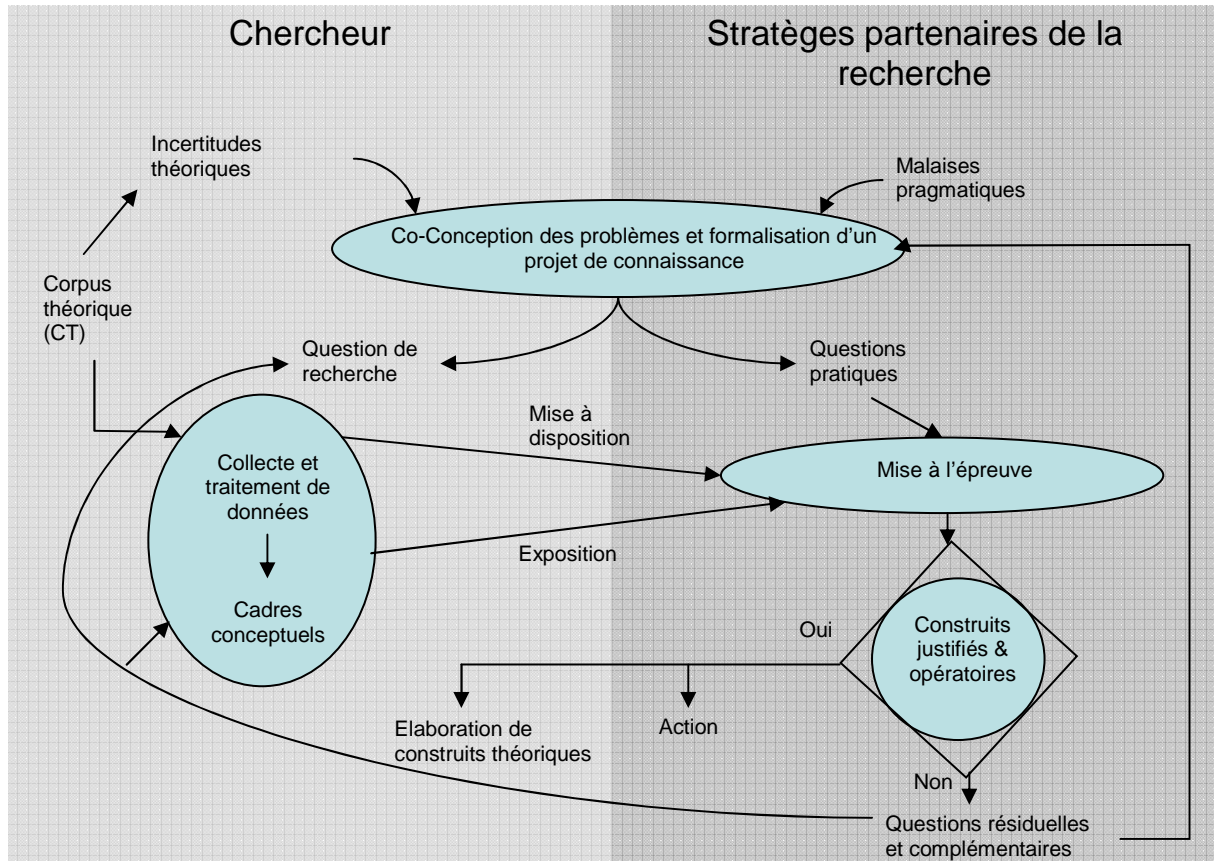 Chercheur
Stratèges partenaires de la
recherche
Incertitudes
théoriques
Malaises
pragmatiques
Co-Conception des problèmes et formalisation d'un
projet de connaissance
Corpus
théorique
(CT)
Question de
recherche
Questions
pratiques
Mise à
disposition
Collecte et
traitement de
données
Mise à l'épreuve
Exposition
Cadres
conceptuels
Oui
Construits
justifiés &
opératoires
Elaboration de
construits théoriques
Action
Non
Questions résiduelles
et complémentaires